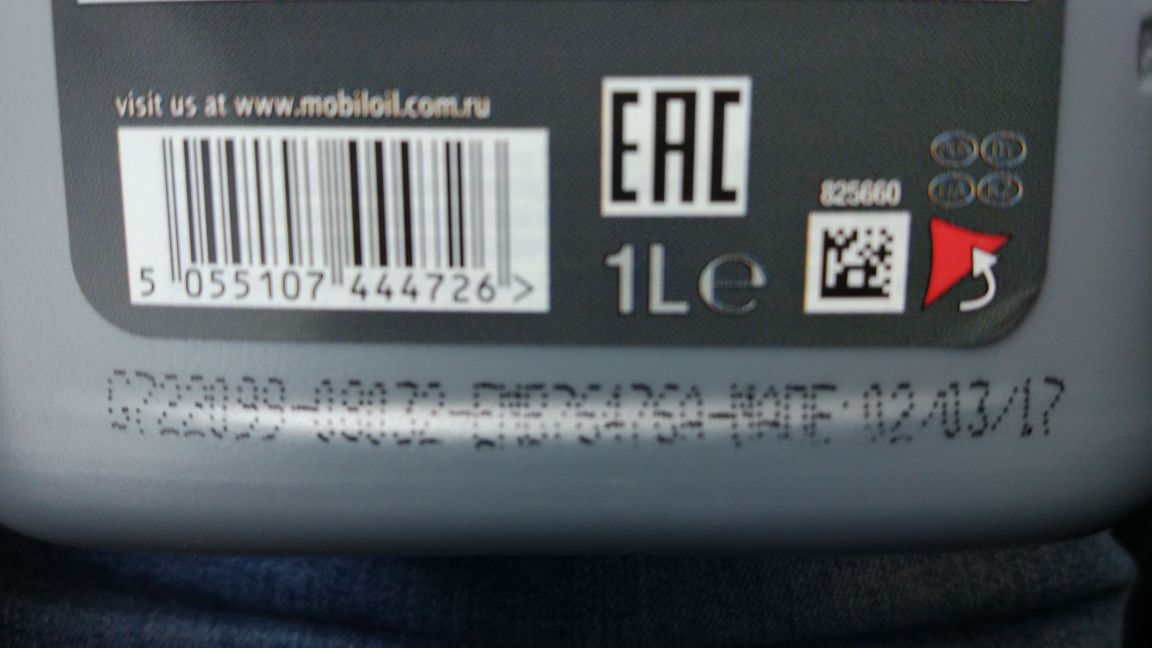 visit us at www.mobiloil.com.ru
EAC
825660
5 055107 444726 >
1L e
02/03/17